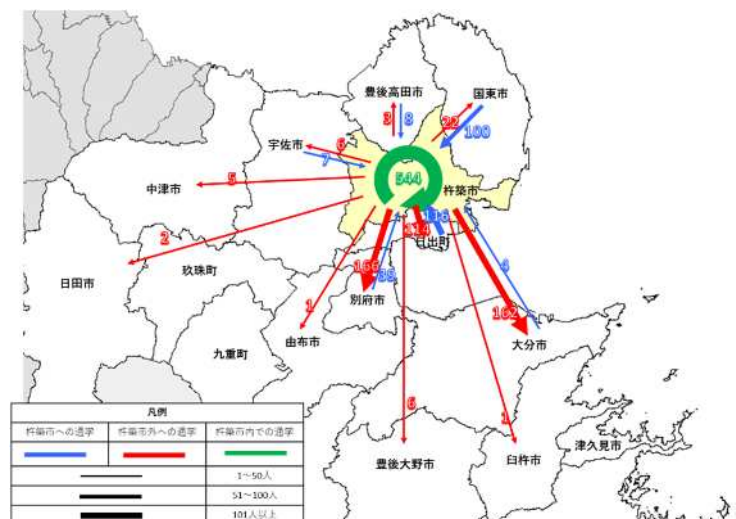 豊後高田市
国東市
3
8
22
100
宇佐市
6
7
544
杵築市
中津市
5
116
114
日出町
2
166
4
日田市
玖珠町
別府市
1
162
由布市
大分市
九重町
6
1
豊後大野市
臼杵市
津久見市
凡例
杵築市への通学
杵築市外への通学
杵築市内での通学
1～50人
51～100人
101人以上